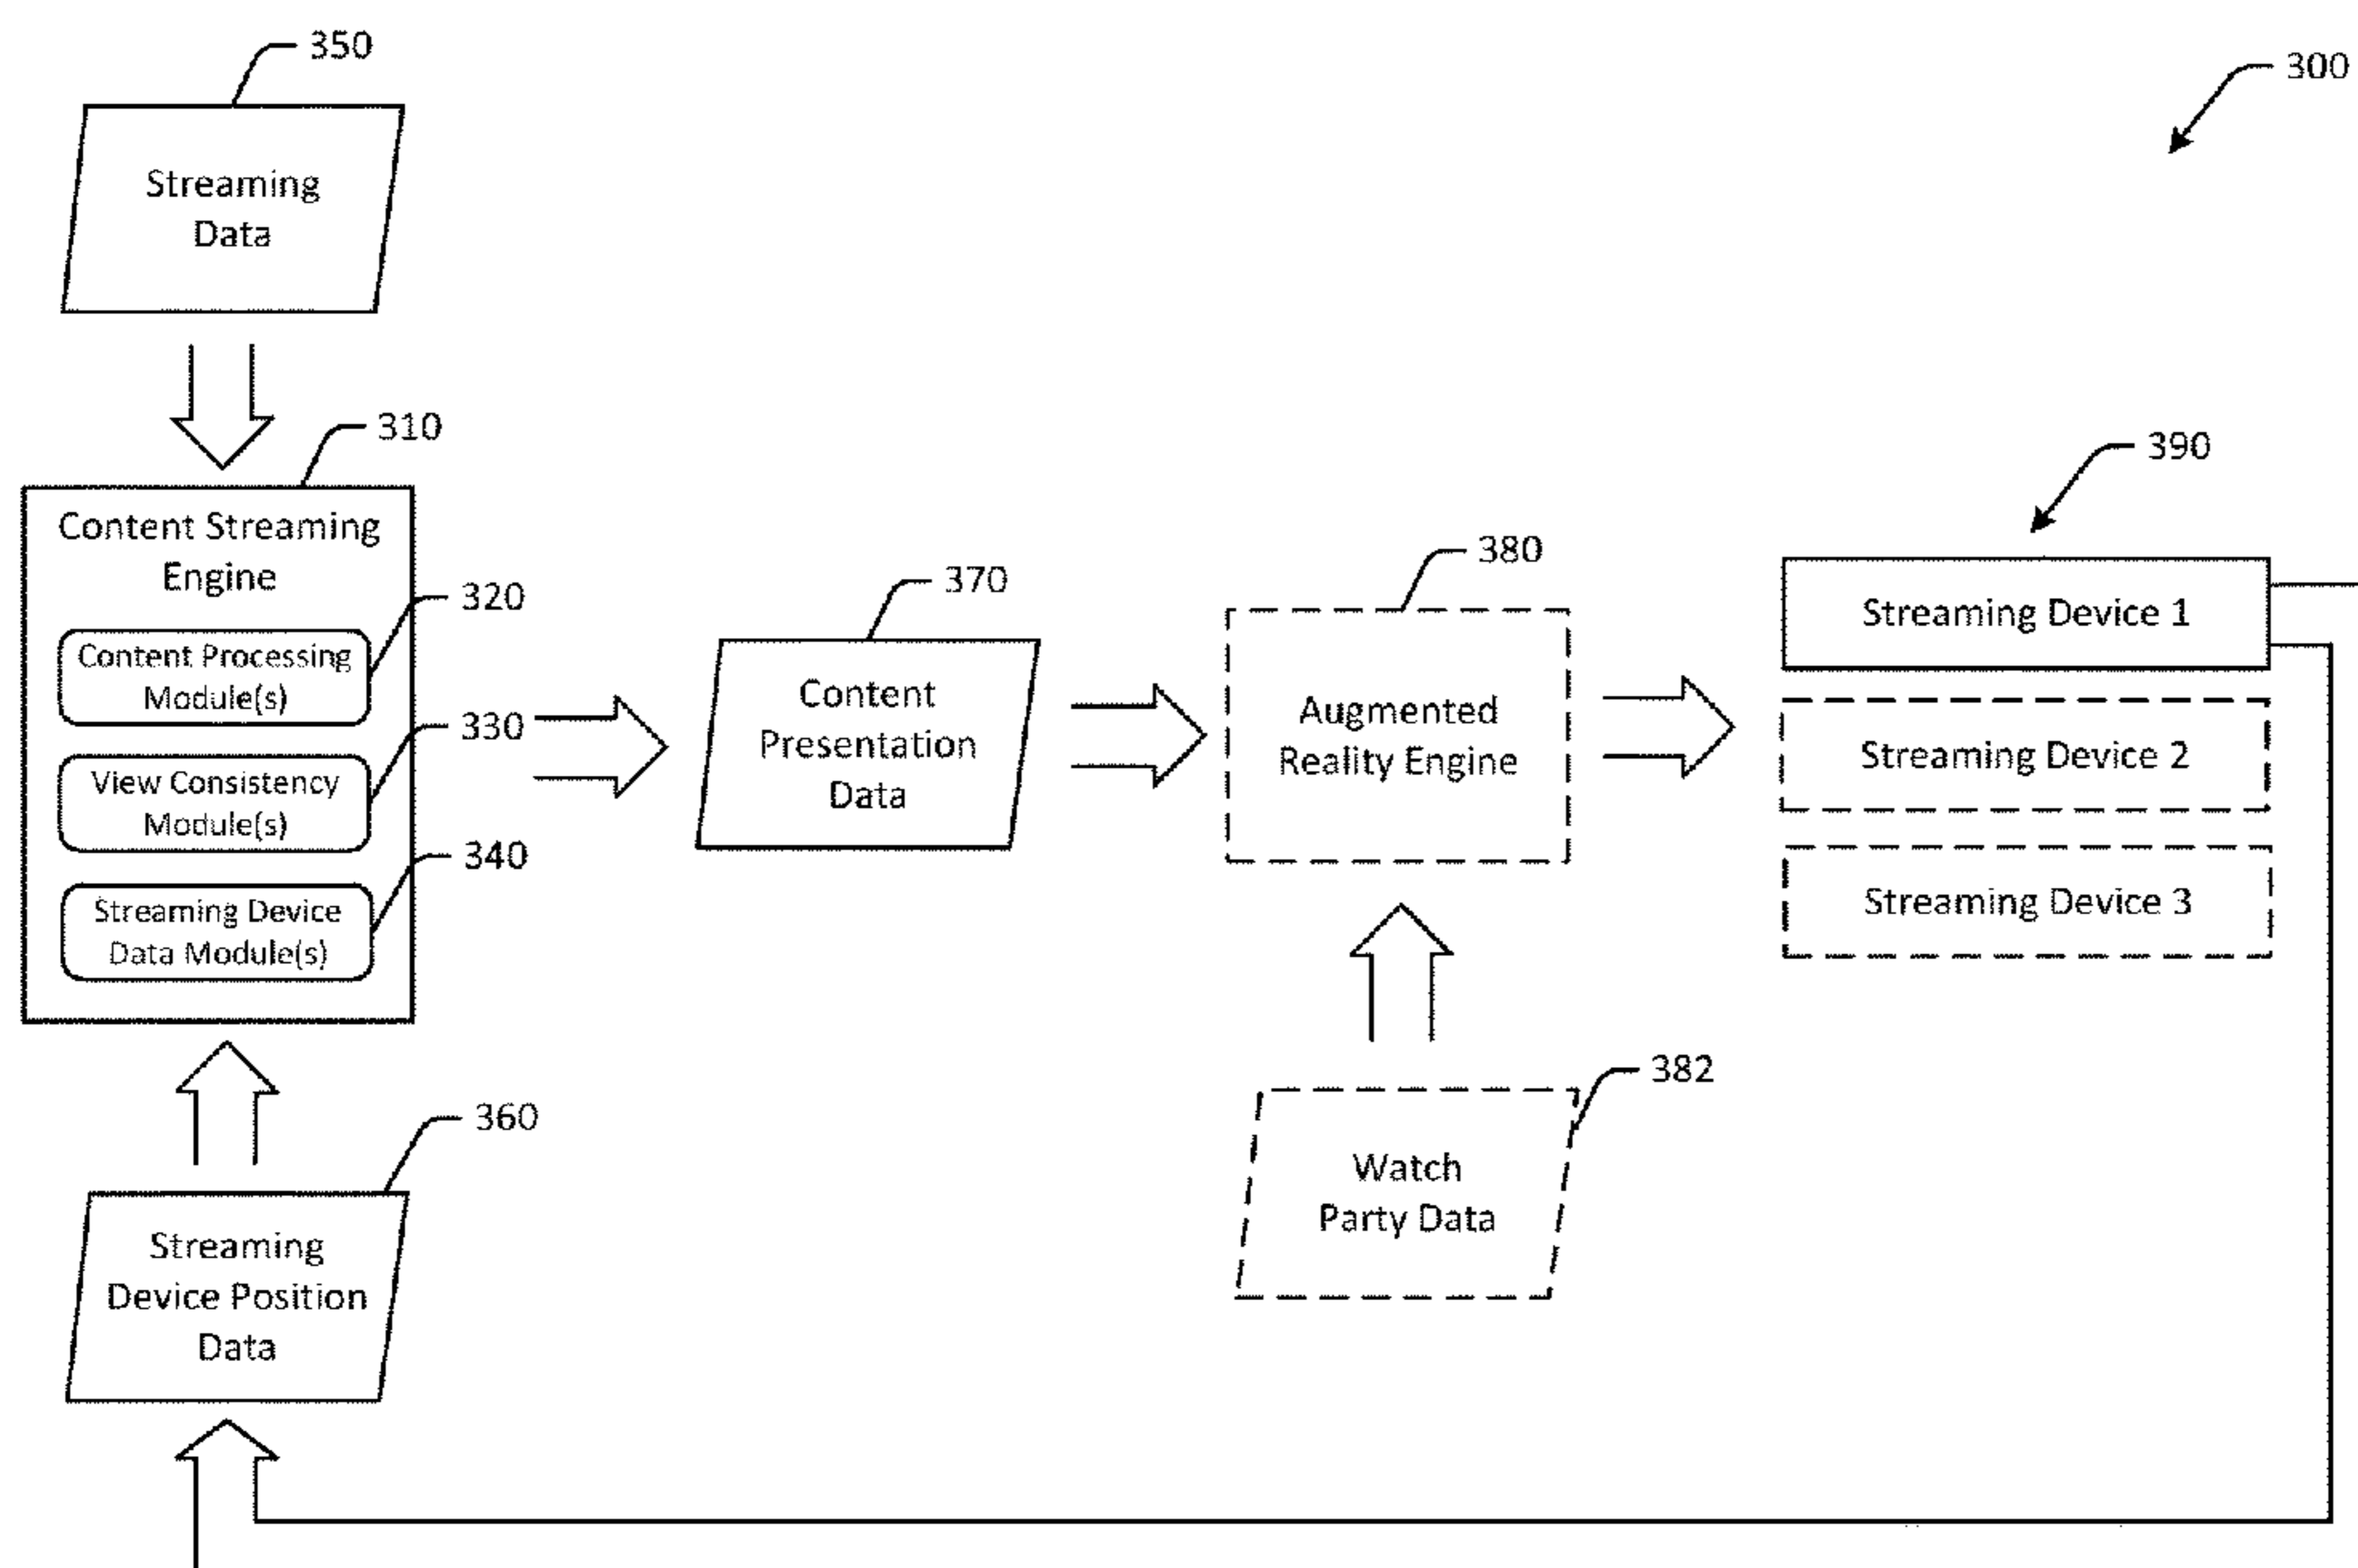 350
300
Streaming
Data
310
Content Streaming
Engine
320
Content Processing
Module(s)
330
View Consistency
Module(s)
340
Streaming Device
Data Module(s)
370
Content
Presentation
Data
380
Augmented
Reality Engine
390
Streaming Device 1
Streaming Device 2
Streaming Device 3
382
Watch
Party Data
360
Streaming
Device Position
Data